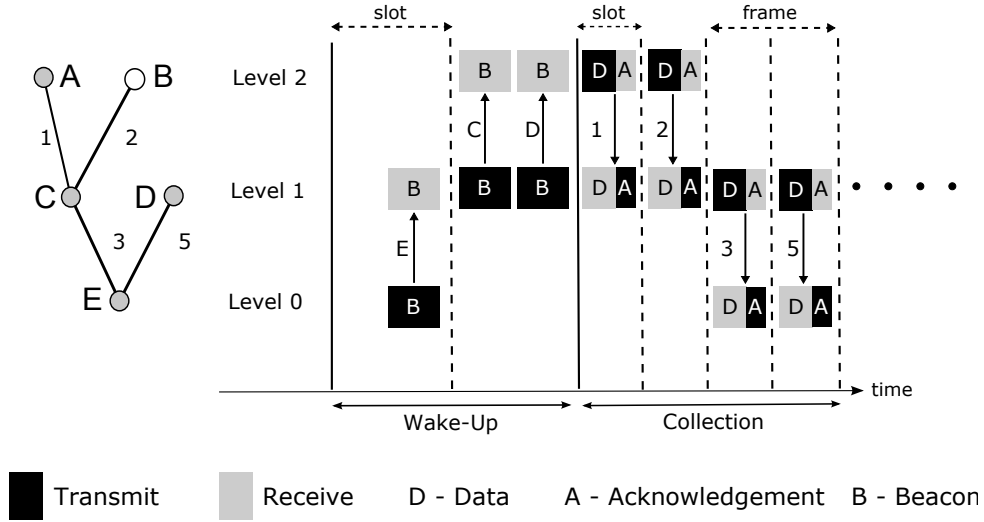 slot slot frame
A B
1 2
C D
3 5
E
Level 2 B B D A D A
C D 1 2
Level 1 B B B D A D A D A D A
E 3 5
Level 0 B D A D A
time
Wake-Up Collection
Transmit Receive D - Data A - Acknowledgement B - Beacon